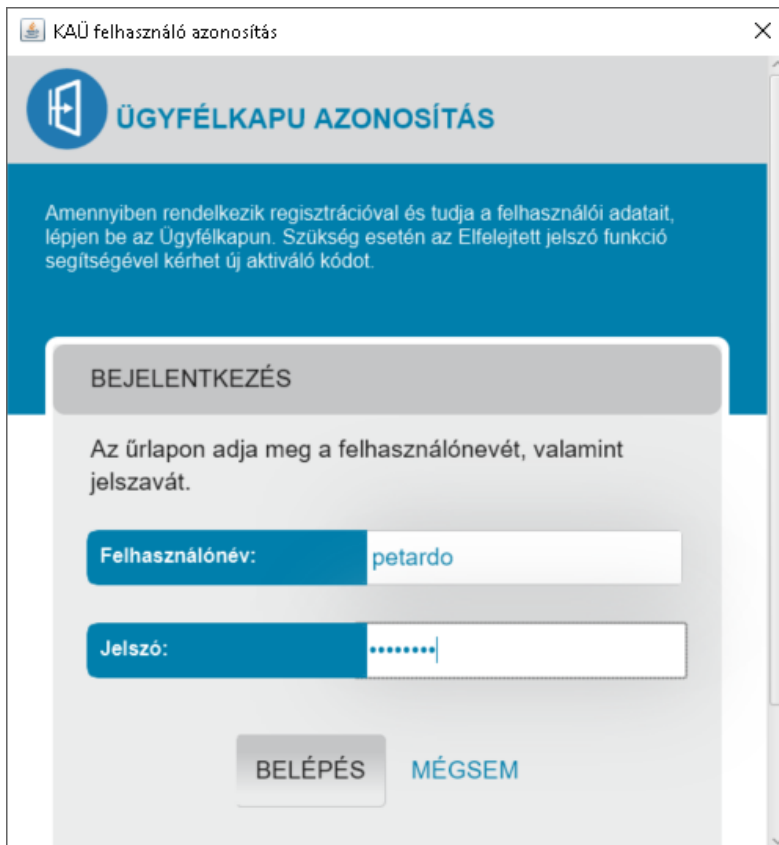 KAÜ felhasználó azonosítás
ÜGYFÉLKAPU AZONOSÍTÁS
Amennyiben rendelkezik regisztrációval és tudja a felhasználói adatait,
lépjen be az Ügyfélkapun. Szükség esetén az Elfelejtett jelszó funkció
segítségével kérhet új aktiváló kódot.
BEJELENTKEZÉS
Az űrlapon adja meg a felhasználónevét, valamint
jelszavát.
Felhasználónév: petardo
Jelszó: ••••••••
BELÉPÉS MÉGSEM